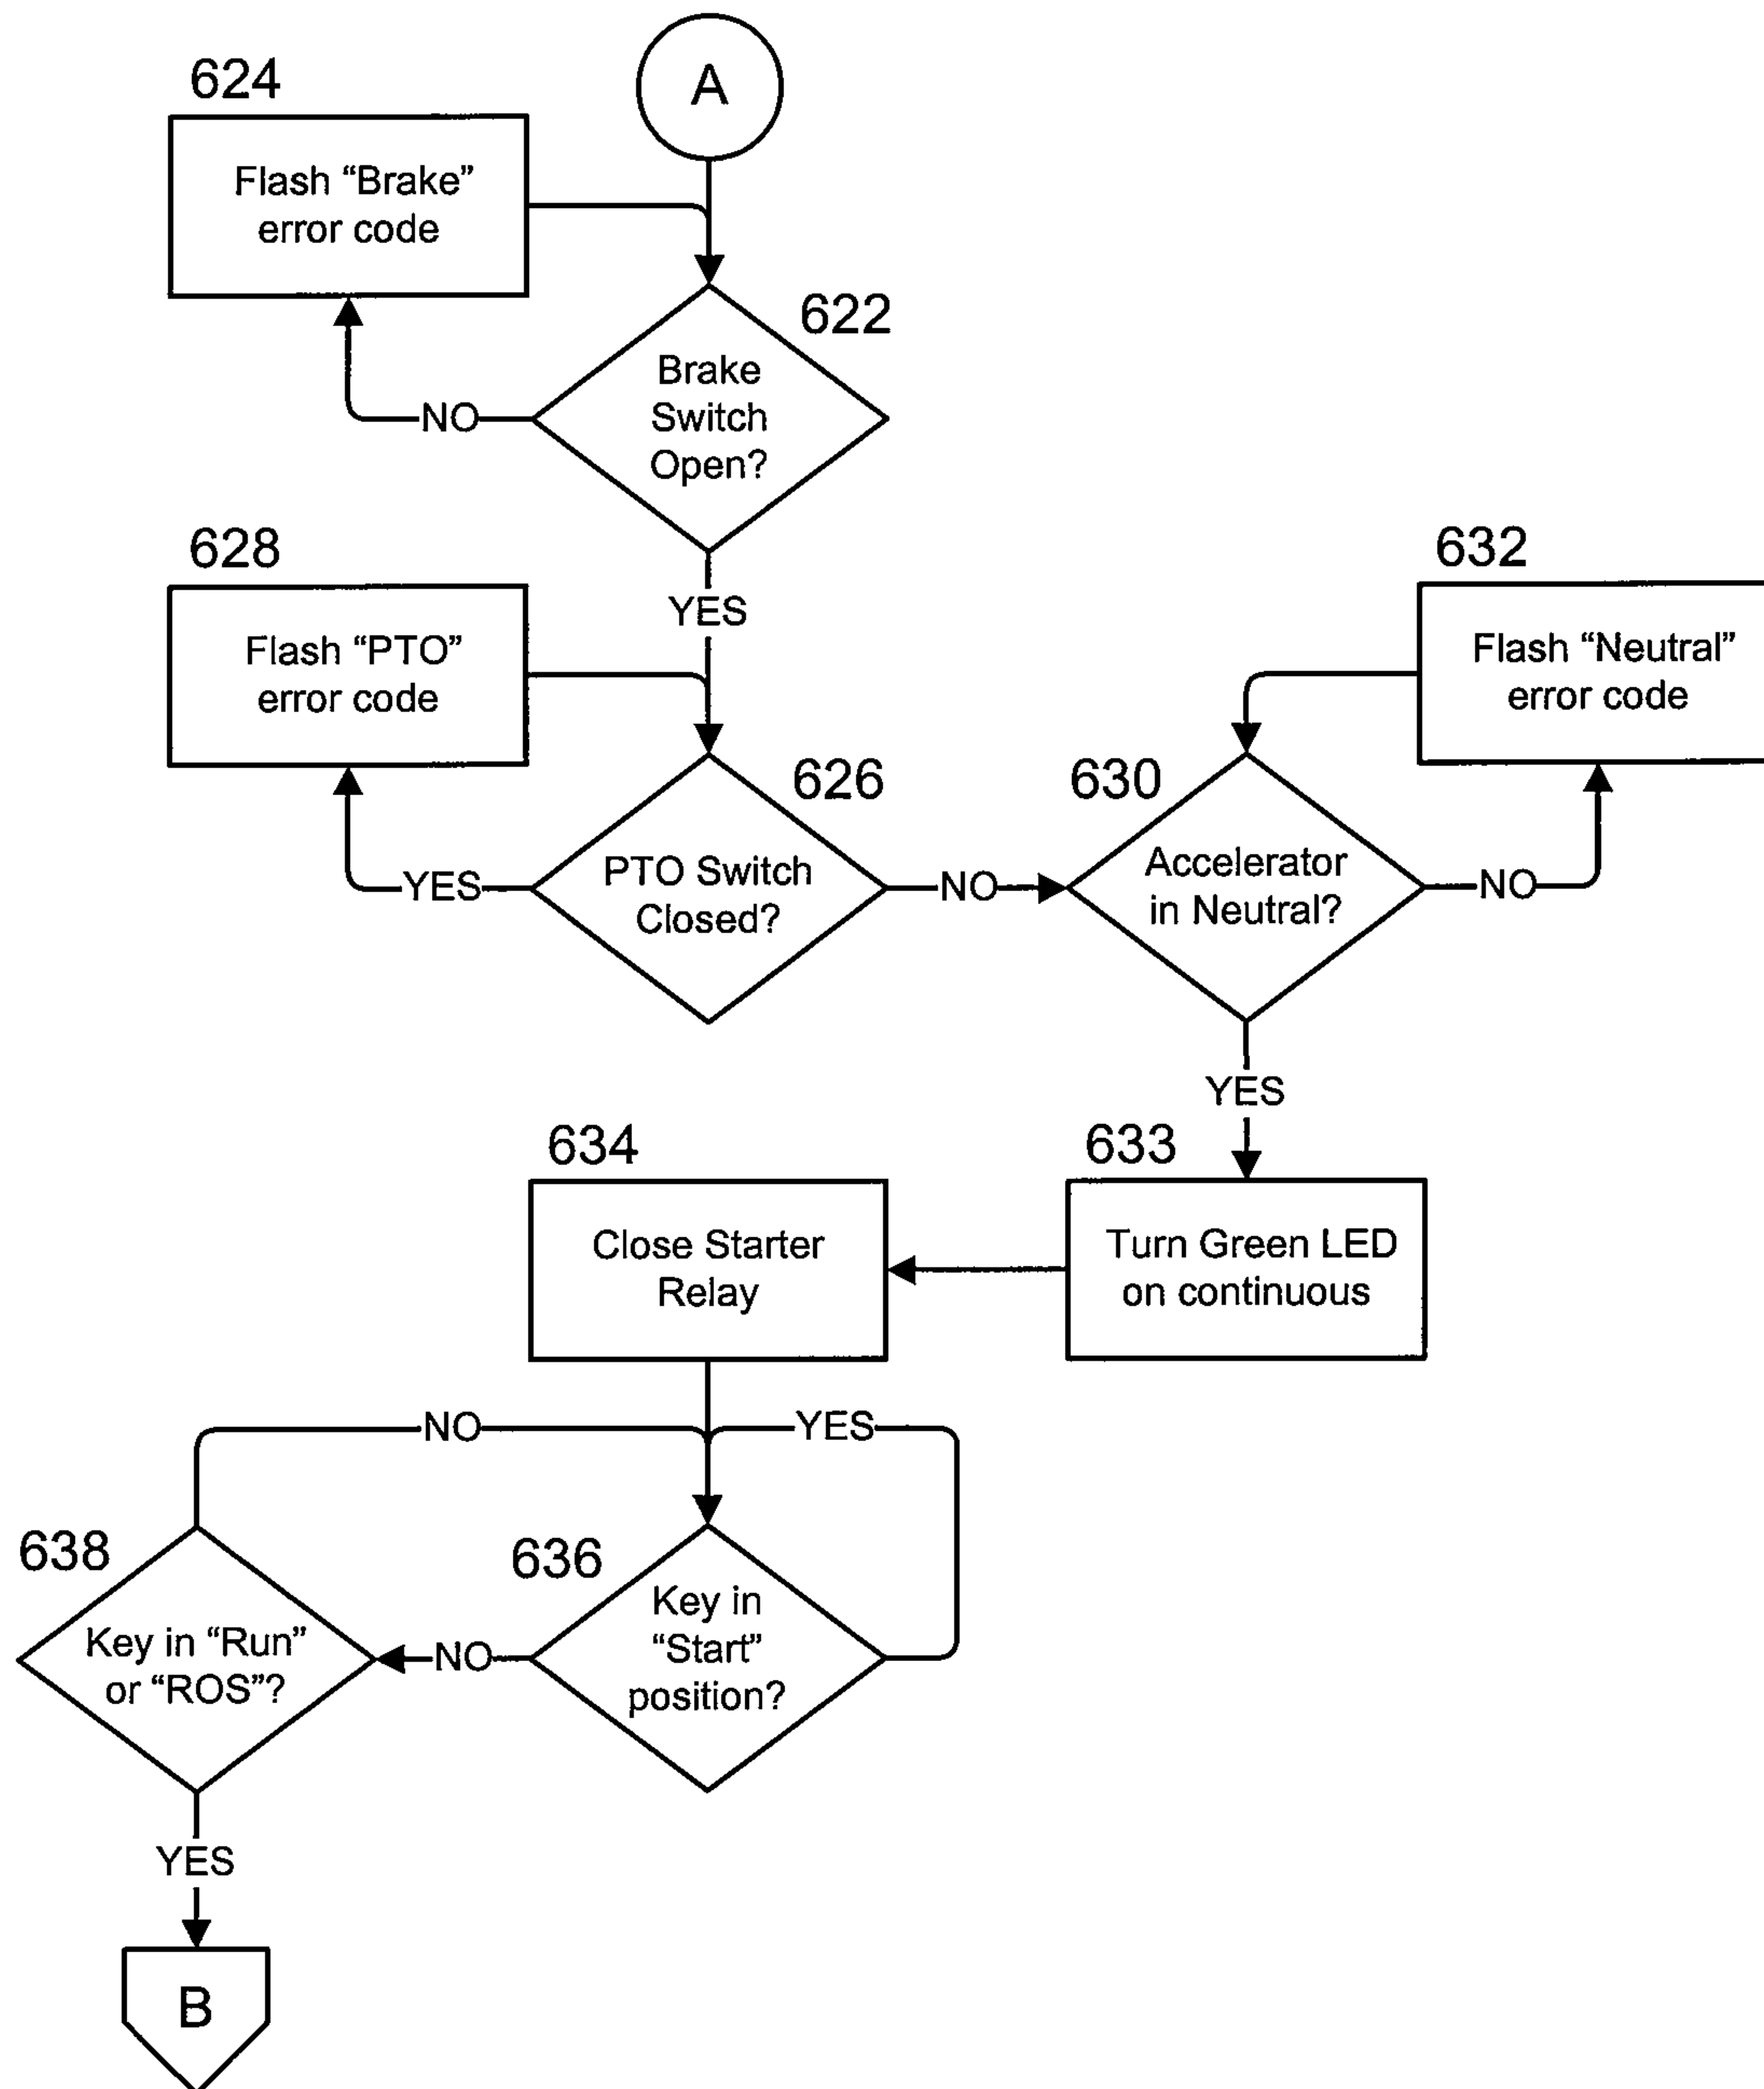 A
624
Flash “Brake”
error code
622
Brake
Switch
Open?
NO
YES
628
Flash “PTO”
error code
626
PTO Switch
Closed?
YES
NO
632
Flash “Neutral”
error code
630
Accelerator
in Neutral?
NO
YES
633
Turn Green LED
on continuous
634
Close Starter
Relay
NO
YES
636
Key in
“Start”
position?
NO
638
Key in “Run”
or “ROS”?
YES
B